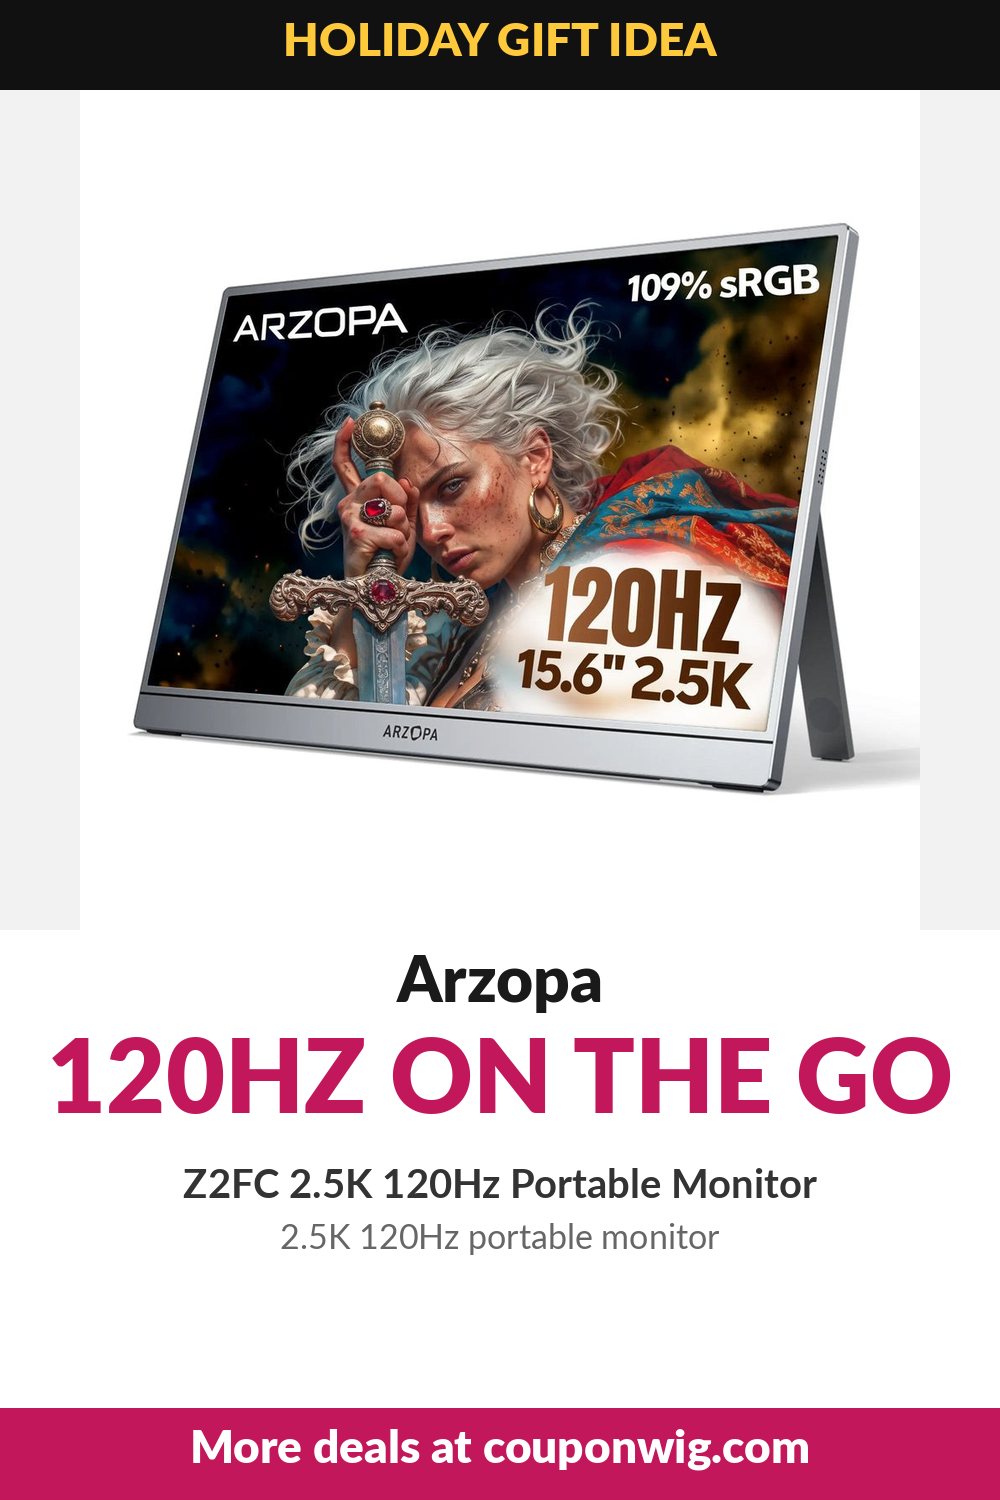 HOLIDAY GIFT IDEA
109% sRGB
ARZOPA
120Hz
15.6" 2.5K
ARZOPA
Arzopa
120HZ ON THE GO
Z2FC 2.5K 120Hz Portable Monitor
2.5K 120Hz portable monitor
More deals at couponwig.com